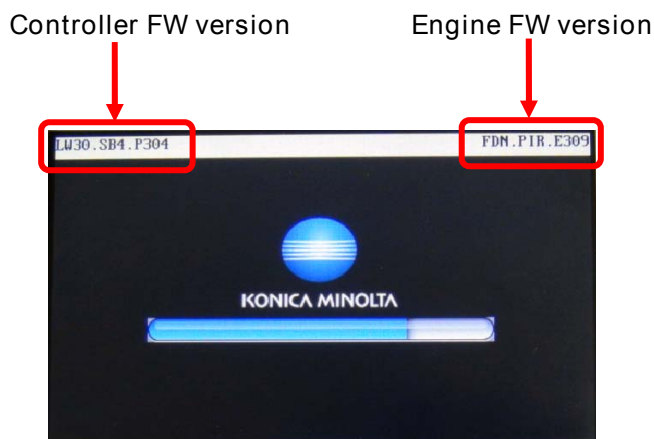 Controller FW version Engine FW version
LW30.SB4.P304 FDN.PIR.E309
KONICA MINOLTA